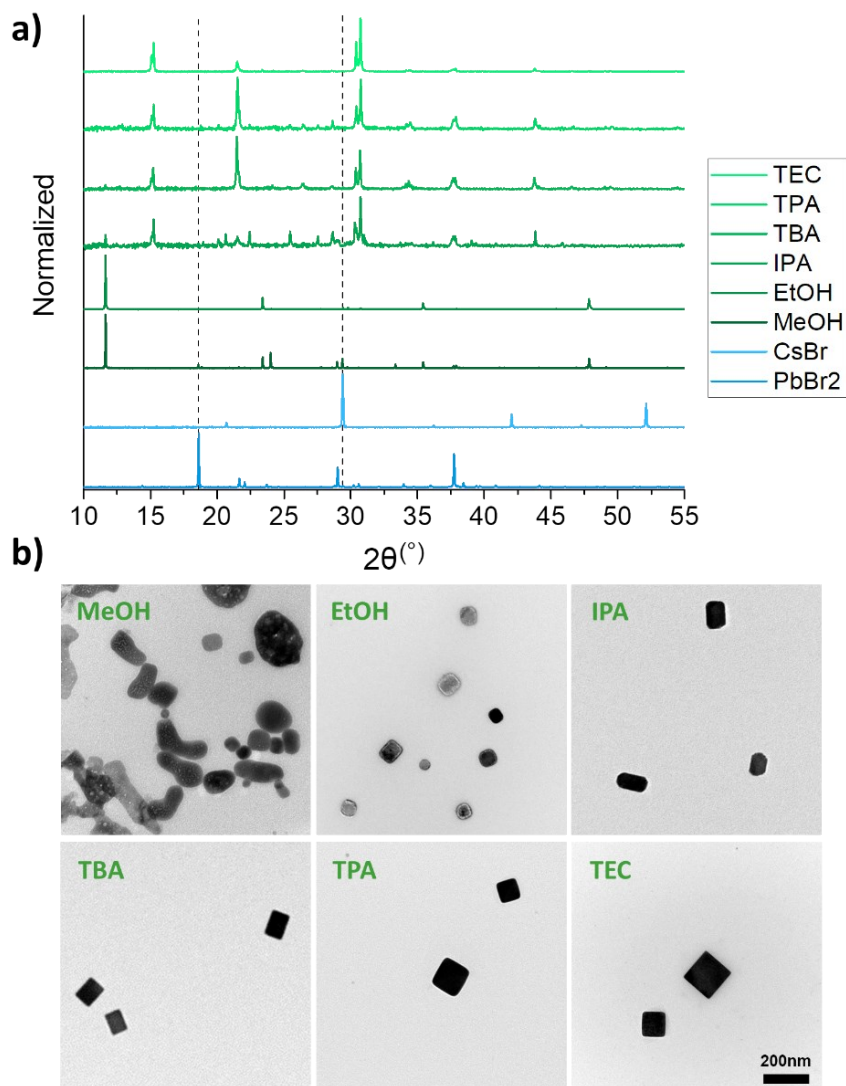 a)
Normalized
TEC
TPA
TBA
IPA
EtOH
MeOH
CsBr
PbBr2
10 15 20 25 30 35 40 45 50 55
2θ(°)
b)
MeOH EtOH IPA
TBA TPA TEC
200nm